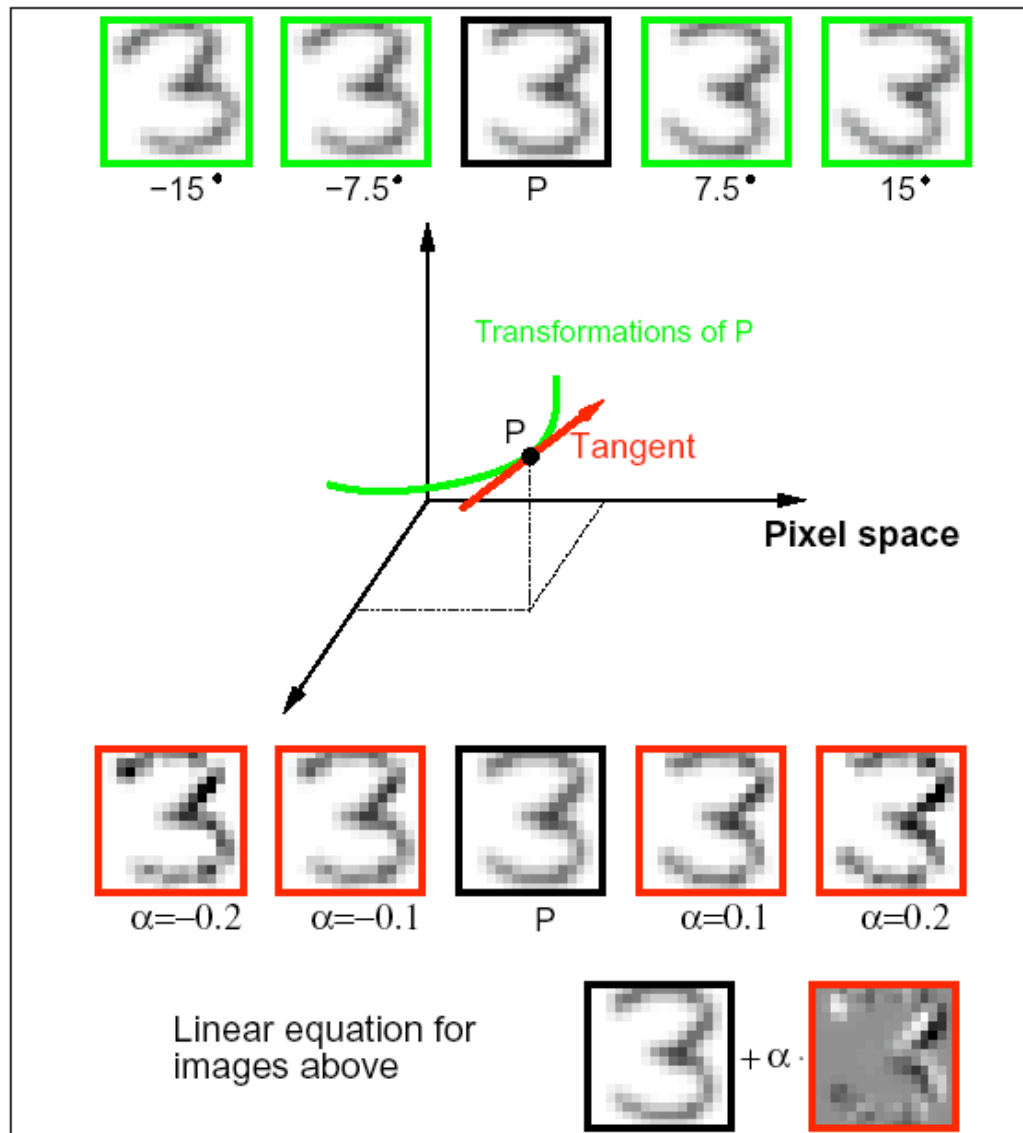 −15° −7.5° P 7.5° 15°
Transformations of P
P
Tangent
Pixel space
α=−0.2 α=−0.1 P α=0.1 α=0.2
Linear equation for
images above
+ α ·